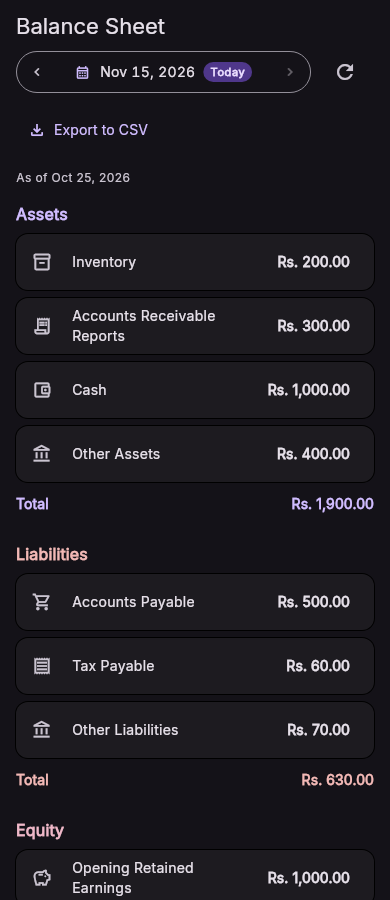 Balance Sheet
Nov 15, 2026 Today
Export to CSV
As of Oct 25, 2026
Assets
Inventory Rs. 200.00
Accounts Receivable
Reports Rs. 300.00
Cash Rs. 1,000.00
Other Assets Rs. 400.00
Total Rs. 1,900.00
Liabilities
Accounts Payable Rs. 500.00
Tax Payable Rs. 60.00
Other Liabilities Rs. 70.00
Total Rs. 630.00
Equity
Opening Retained
Earnings Rs. 1,000.00